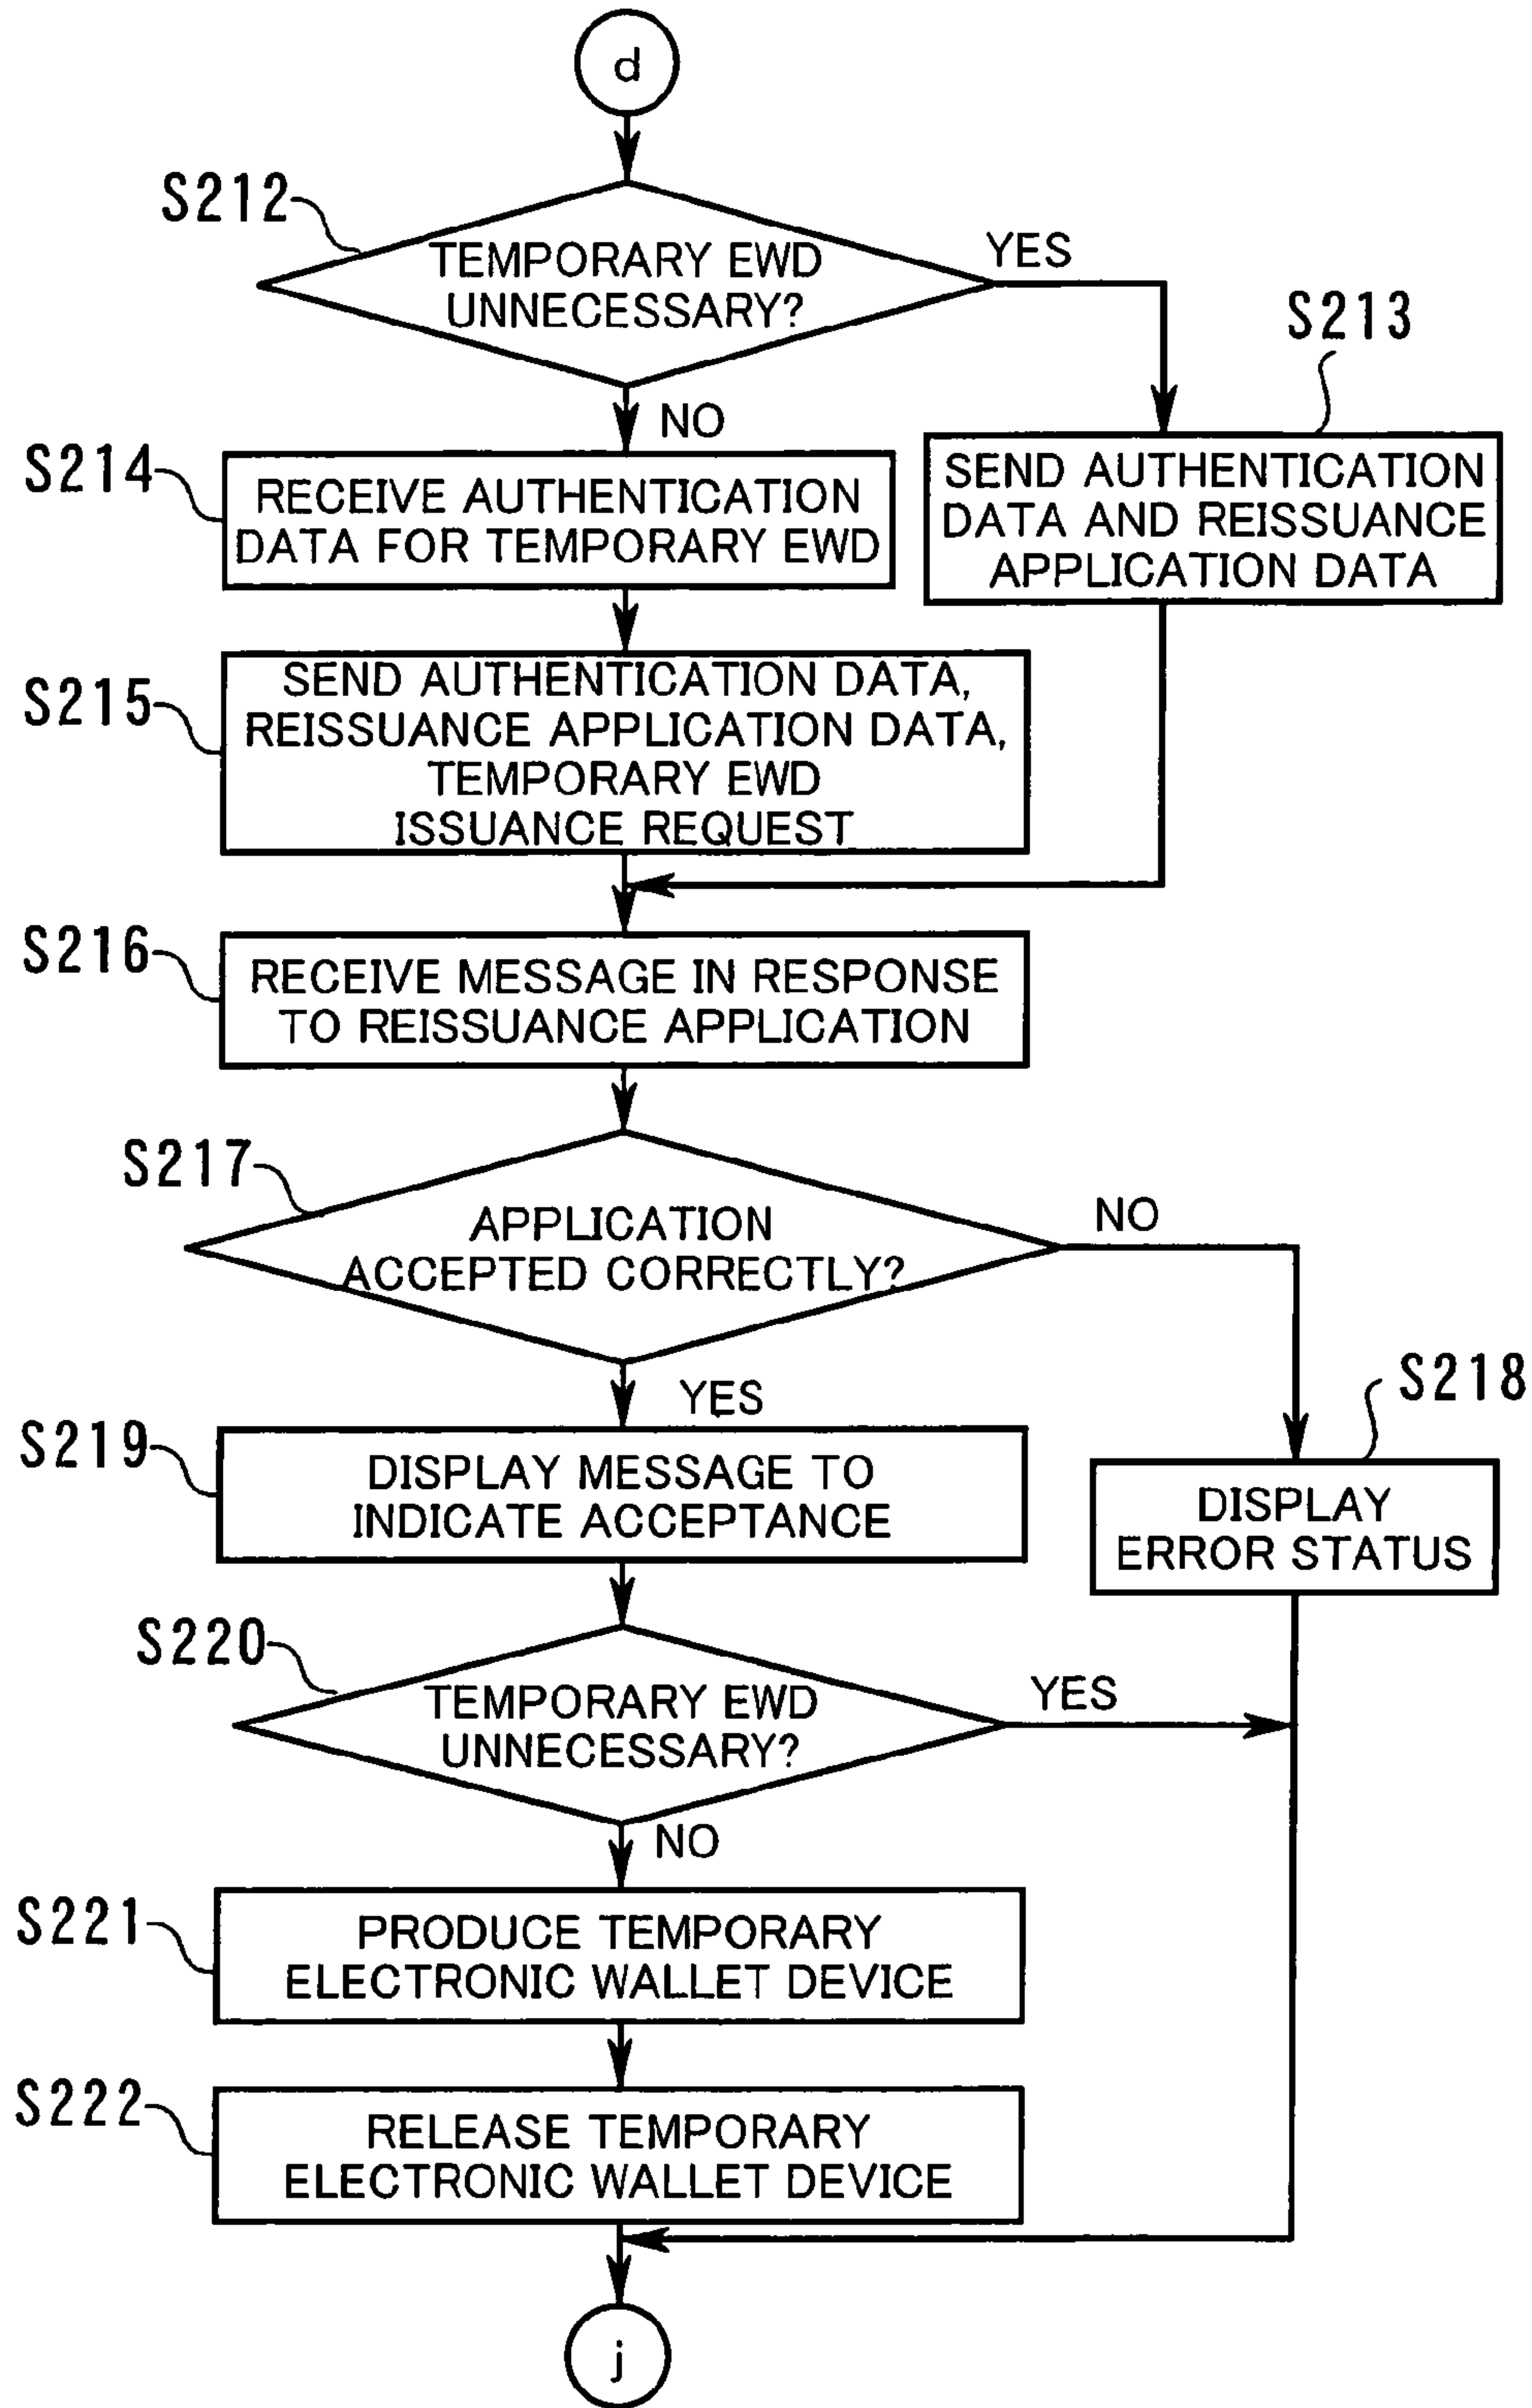 d
S212
TEMPORARY EWD
UNNECESSARY?
YES
S213
NO
S214
RECEIVE AUTHENTICATION
DATA FOR TEMPORARY EWD
SEND AUTHENTICATION
DATA AND REISSUANCE
APPLICATION DATA
S215
SEND AUTHENTICATION DATA,
REISSUANCE APPLICATION DATA,
TEMPORARY EWD
ISSUANCE REQUEST
S216
RECEIVE MESSAGE IN RESPONSE
TO REISSUANCE APPLICATION
S217
APPLICATION
ACCEPTED CORRECTLY?
NO
YES
S218
S219
DISPLAY MESSAGE TO
INDICATE ACCEPTANCE
DISPLAY
ERROR STATUS
S220
TEMPORARY EWD
UNNECESSARY?
YES
NO
S221
PRODUCE TEMPORARY
ELECTRONIC WALLET DEVICE
S222
RELEASE TEMPORARY
ELECTRONIC WALLET DEVICE
j